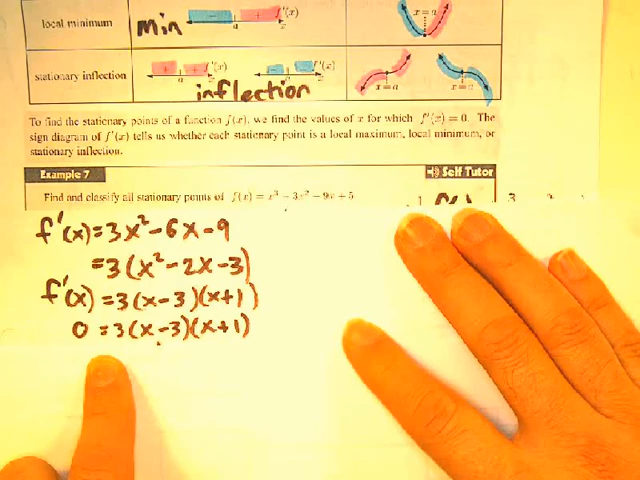 local minimum
min
- + f'(x)
a x
x = a
stationary inflection
+ + f'(x) - - f'(x)
a a x
inflection
x = a x = a
To find the stationary points of a function f(x), we find the values of x for which f'(x) = 0. The
sign diagram of f'(x) tells us whether each stationary point is a local maximum, local minimum, or
stationary inflection.
Example 7 Self Tutor
Find and classify all stationary points of f(x) = x³ − 3x² − 9x + 5
f'(x) = 3x² − 6x − 9
= 3(x² − 2x − 3)
f'(x) = 3(x − 3)(x + 1)
0 = 3(x − 3)(x + 1)